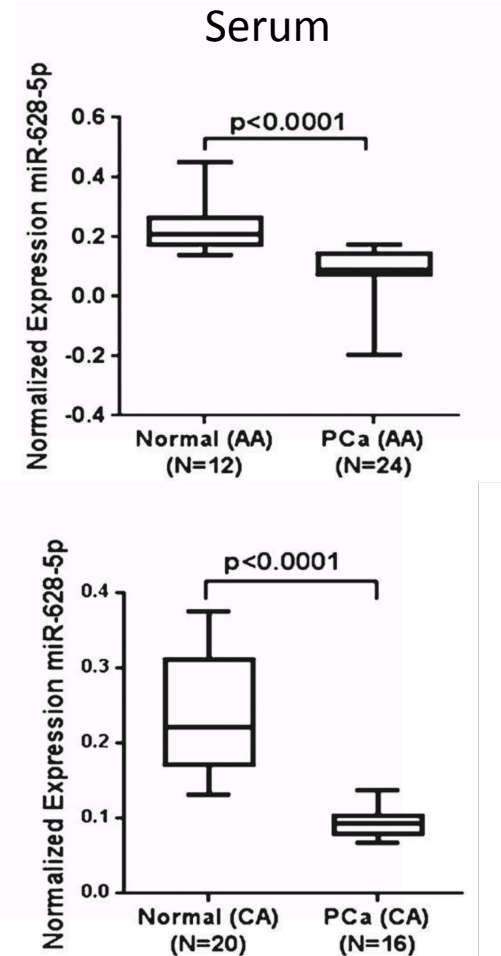 Serum
Normalized Expression miR-628-5p
0.6
0.4
0.2
0.0
-0.2
-0.4
p<0.0001
Normal (AA)
(N=12)
PCa (AA)
(N=24)
Normalized Expression miR-628-5p
0.4
0.3
0.2
0.1
0.0
p<0.0001
Normal (CA)
(N=20)
PCa (CA)
(N=16)